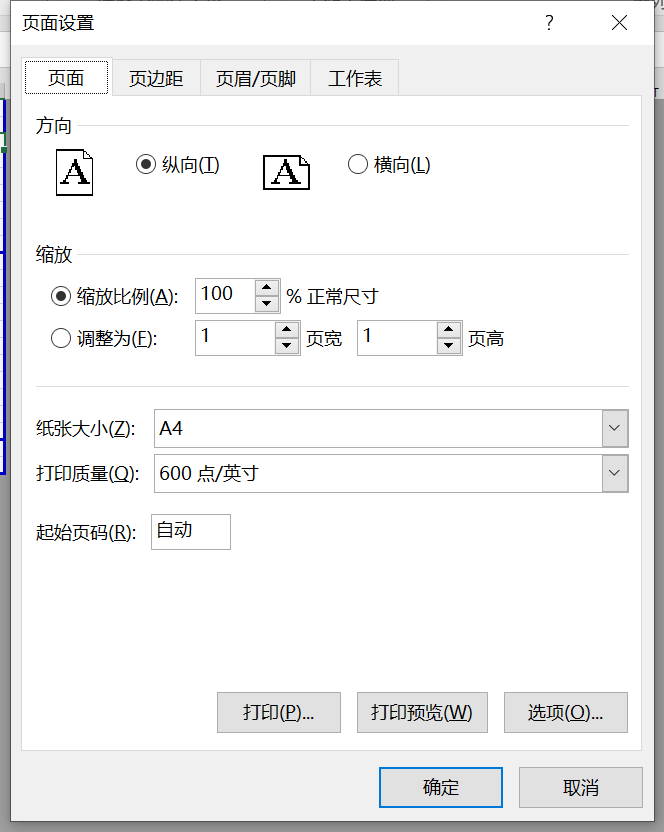 页面设置
页面 页边距 页眉/页脚 工作表
方向
A 纵向(T) A 横向(L)
缩放
缩放比例(A): 100 % 正常尺寸
调整为(F): 1 页宽 1 页高
纸张大小(Z): A4
打印质量(Q): 600 点/英寸
起始页码(R): 自动
打印(P)... 打印预览(W) 选项(O)...
确定 取消